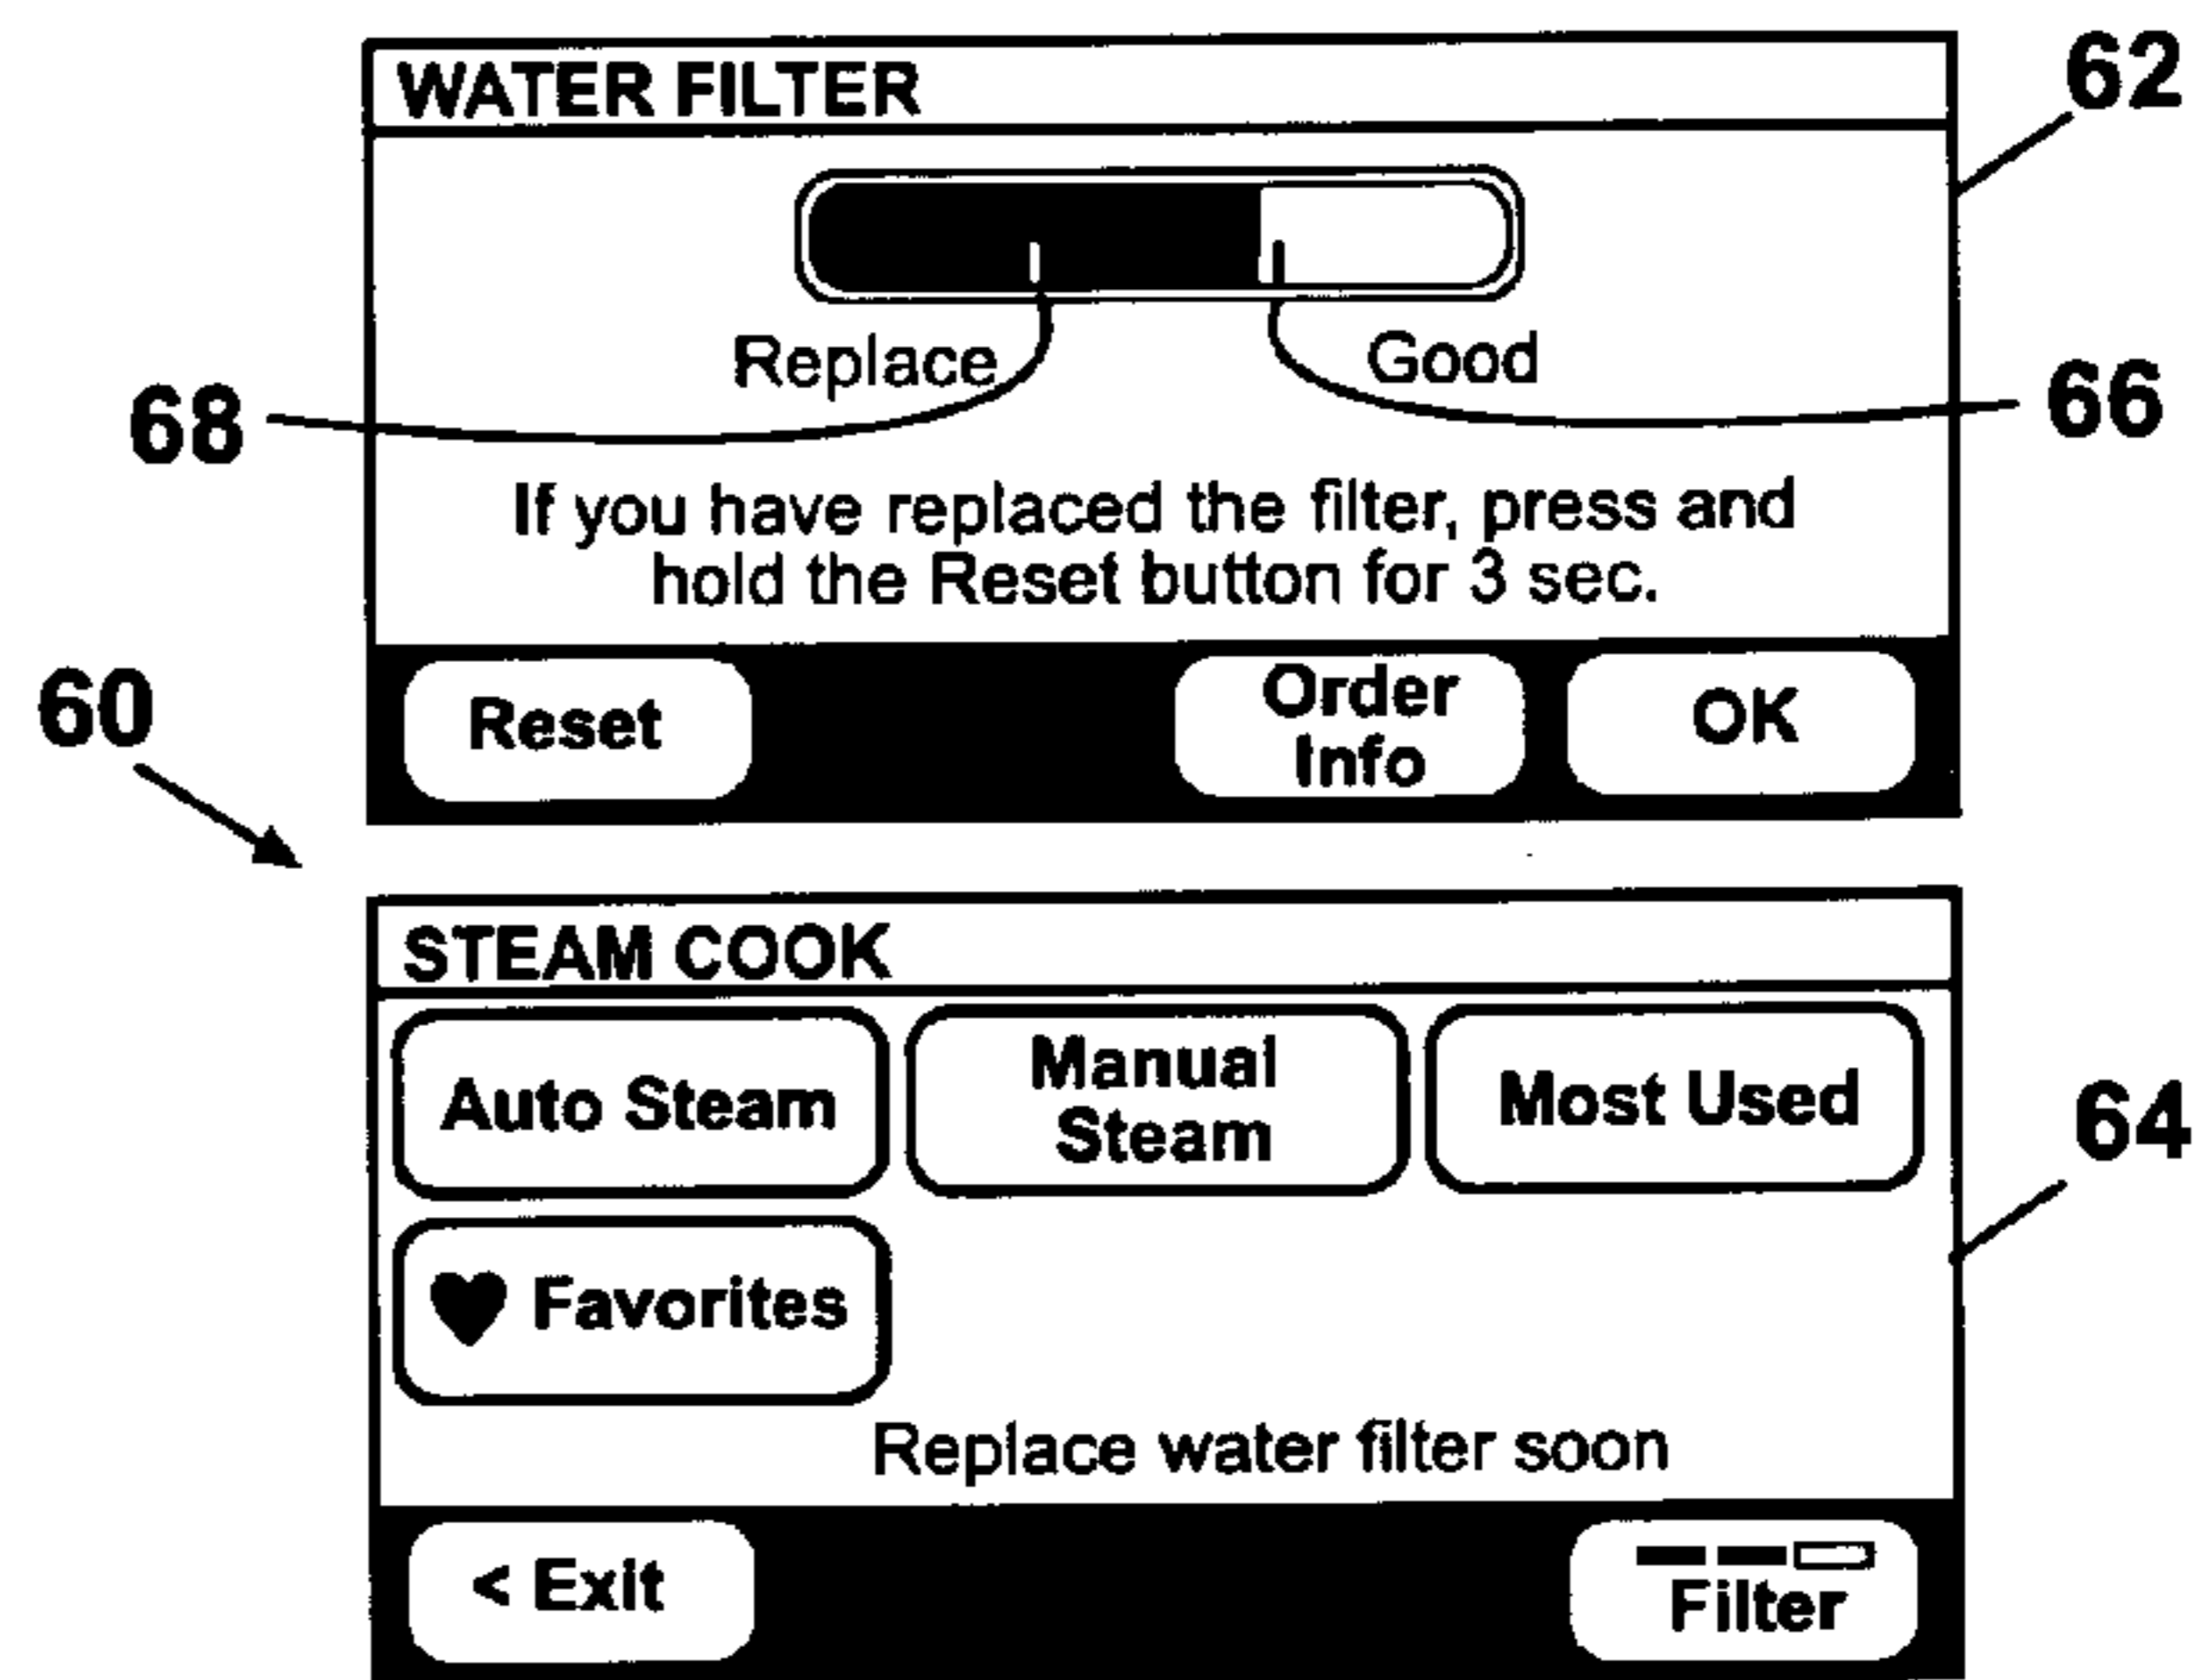 WATER FILTER
62
Replace
Good
68
66
If you have replaced the filter, press and
hold the Reset button for 3 sec.
60
Reset
Order
Info
OK
STEAM COOK
Auto Steam
Manual
Steam
Most Used
64
Favorites
Replace water filter soon
< Exit
Filter